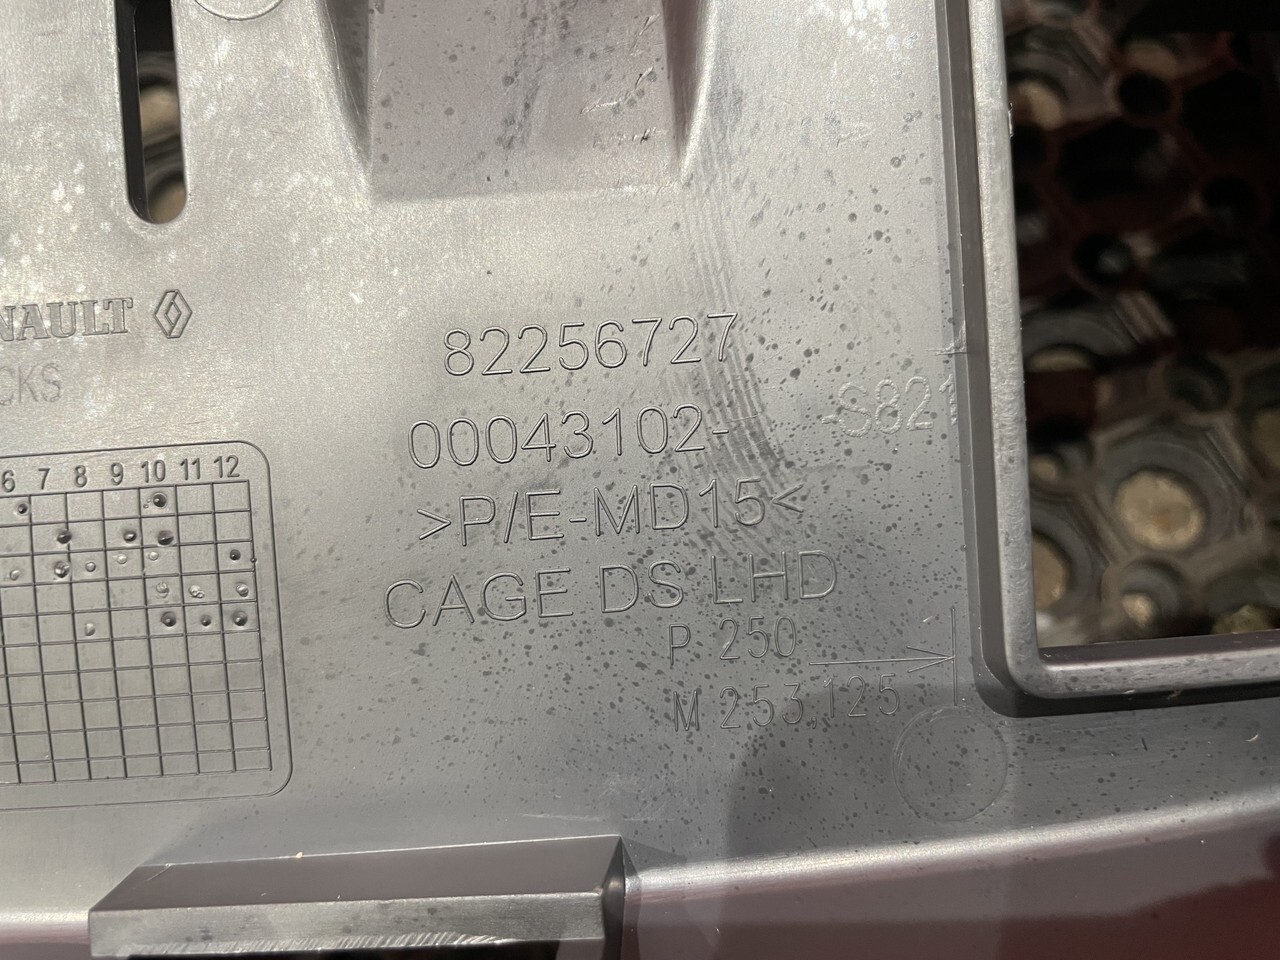 NAULT
CKS
6 7 8 9 10 11 12
82256727
00043102-
-S821
>P/E-MD15<
CAGE DS LHD
P 250
M 253,125